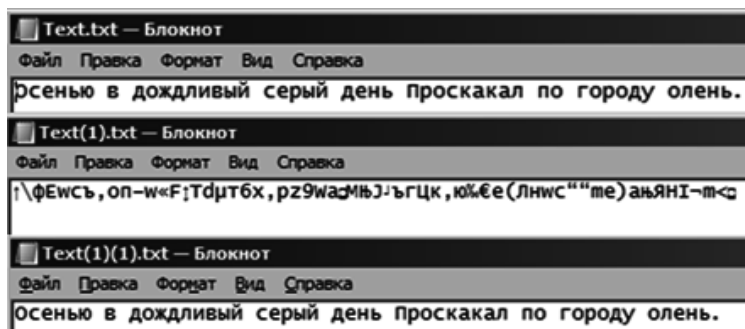 Text.txt — Блокнот
Файл Правка Формат Вид Справка
Осенью в дождливый серый день Проскакал по городу олень.
Text(1).txt — Блокнот
Файл Правка Формат Вид Справка
Text(1)(1).txt — Блокнот
Файл Правка Формат Вид Справка
Осенью в дождливый серый день Проскакал по городу олень.